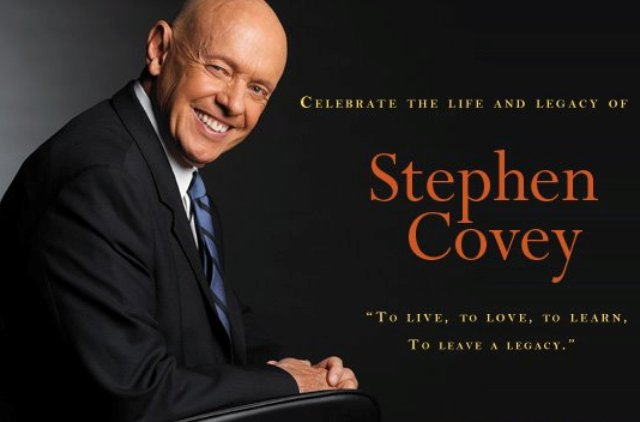 Celebrate the life and legacy of
Stephen
Covey
“To live, to love, to learn,
To leave a legacy.”